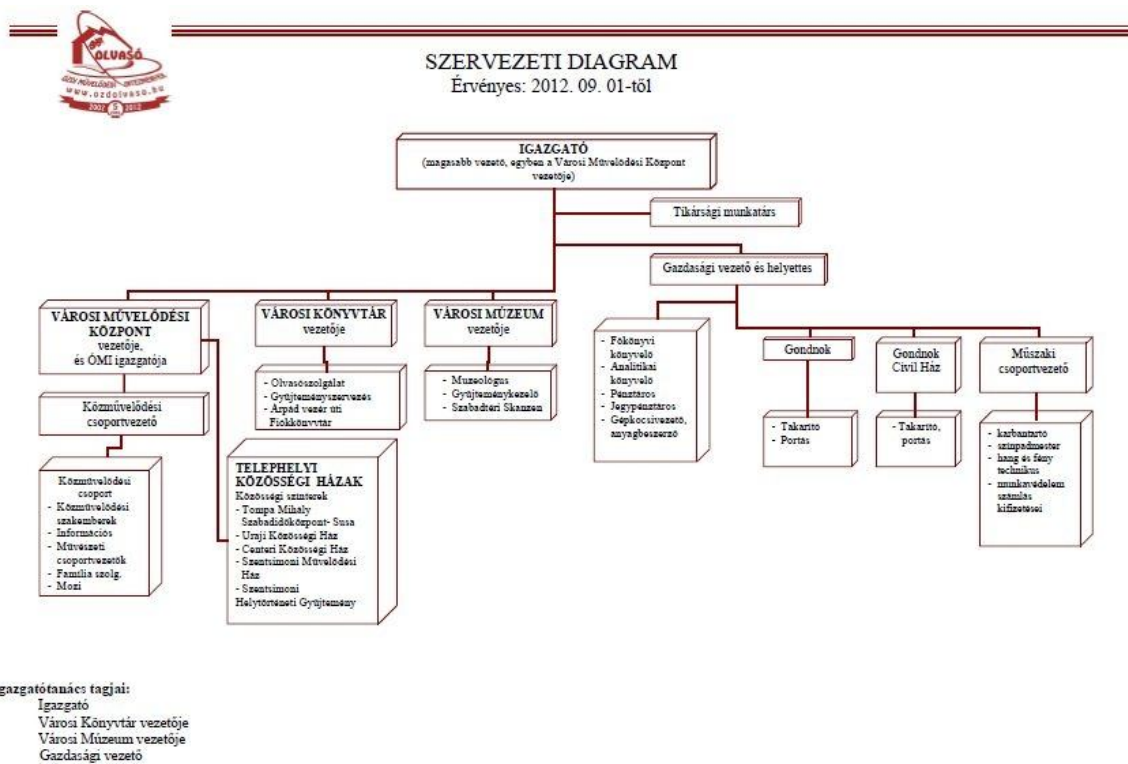 OLVASÓ
ÓZDI MŰVELŐDÉSI INTÉZMÉNYEK
www.ozdolvaso.hu
2002 5 2012
SZERVEZETI DIAGRAM
Érvényes: 2012. 09. 01-től
IGAZGATÓ
(magasabb vezető, egyben a Városi Művelődési Központ
vezetője)
Tikársági munkatárs
Gazdasági vezető és helyettes
VÁROSI MŰVELŐDÉSI
KÖZPONT
vezetője,
és ÓMI igazgatója
VÁROSI KÖNYVTÁR
vezetője
VÁROSI MÚZEUM
vezetője
- Főkönyvi
könyvelő
- Analitikai
könyvelő
- Pénztáros
- Jegypénztáros
- Gépkocsivezető,
anyagbeszerző
Gondnok
Gondnok
Civil Ház
Műszaki
csoportvezető
- Olvasószolgálat
- Gyűjteményszervezés
- Árpád vezér úti
Fiókkönyvtár
- Muzeológus
- Gyűjteménykezelő
- Szabadtéri Skanzen
Közművelődési
csoportvezető
- Takarító
- Portás
- Takarító,
portás
- karbantartó
- színpadmester
- hang és fény
technikus
- munkavédelem
számlás
kifizetései
Közművelődési
csoport
- Közművelődési
szakemberek
- Információs
- Művészeti
csoportvezetők
- Família szolg.
- Mozi
TELEPHELYI
KÖZÖSSÉGI HÁZAK
Közösségi színterek
- Tompa Mihály
Szabadidőközpont- Susa
- Uraji Közösségi Ház
- Centeri Közösségi Ház
- Szentsimoni Művelődési
Ház
- Szentsimoni
Helytörténeti Gyűjtemény
gazgatótanács tagjai:
Igazgató
Városi Könyvtár vezetője
Városi Múzeum vezetője
Gazdasági vezető